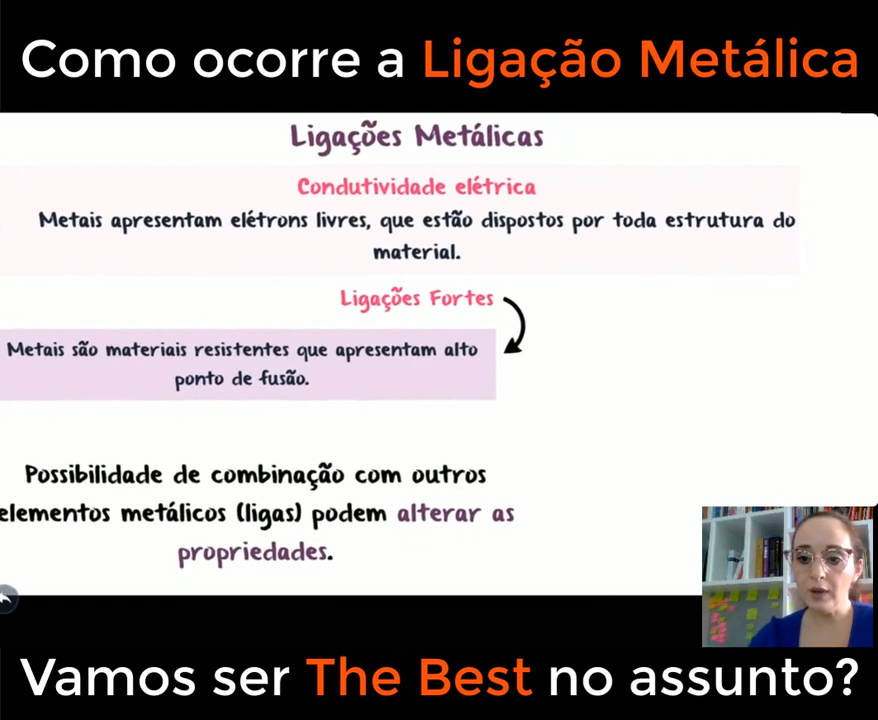 Como ocorre a Ligação Metálica
Ligações Metálicas
Condutividade elétrica
Metais apresentam elétrons livres, que estão dispostos por toda estrutura do
material.
Ligações Fortes
Metais são materiais resistentes que apresentam alto
ponto de fusão.
Possibilidade de combinação com outros
elementos metálicos (ligas) podem alterar as
propriedades.
Vamos ser The Best no assunto?